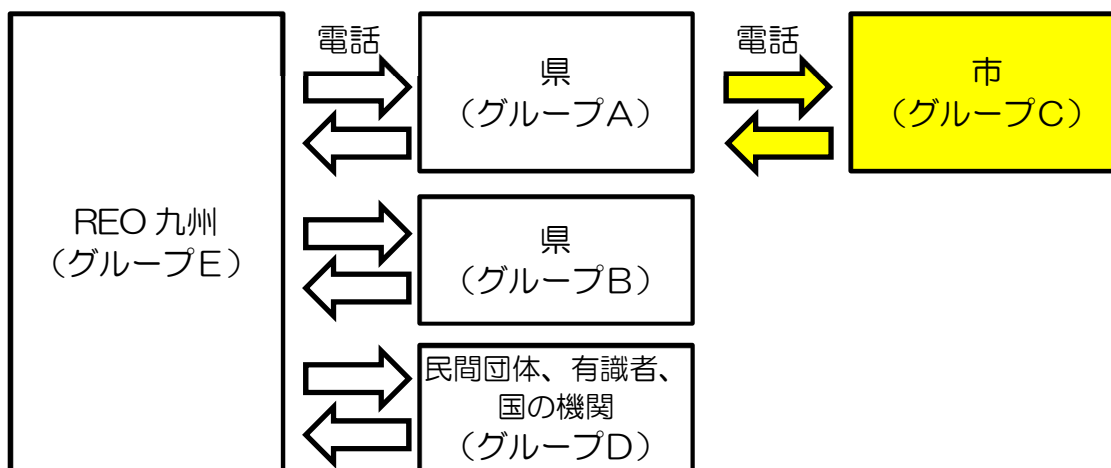 電話
県
(グループA)
電話
市
(グループC)
REO 九州
(グループE)
県
(グループB)
民間団体、有識者、
国の機関
(グループD)